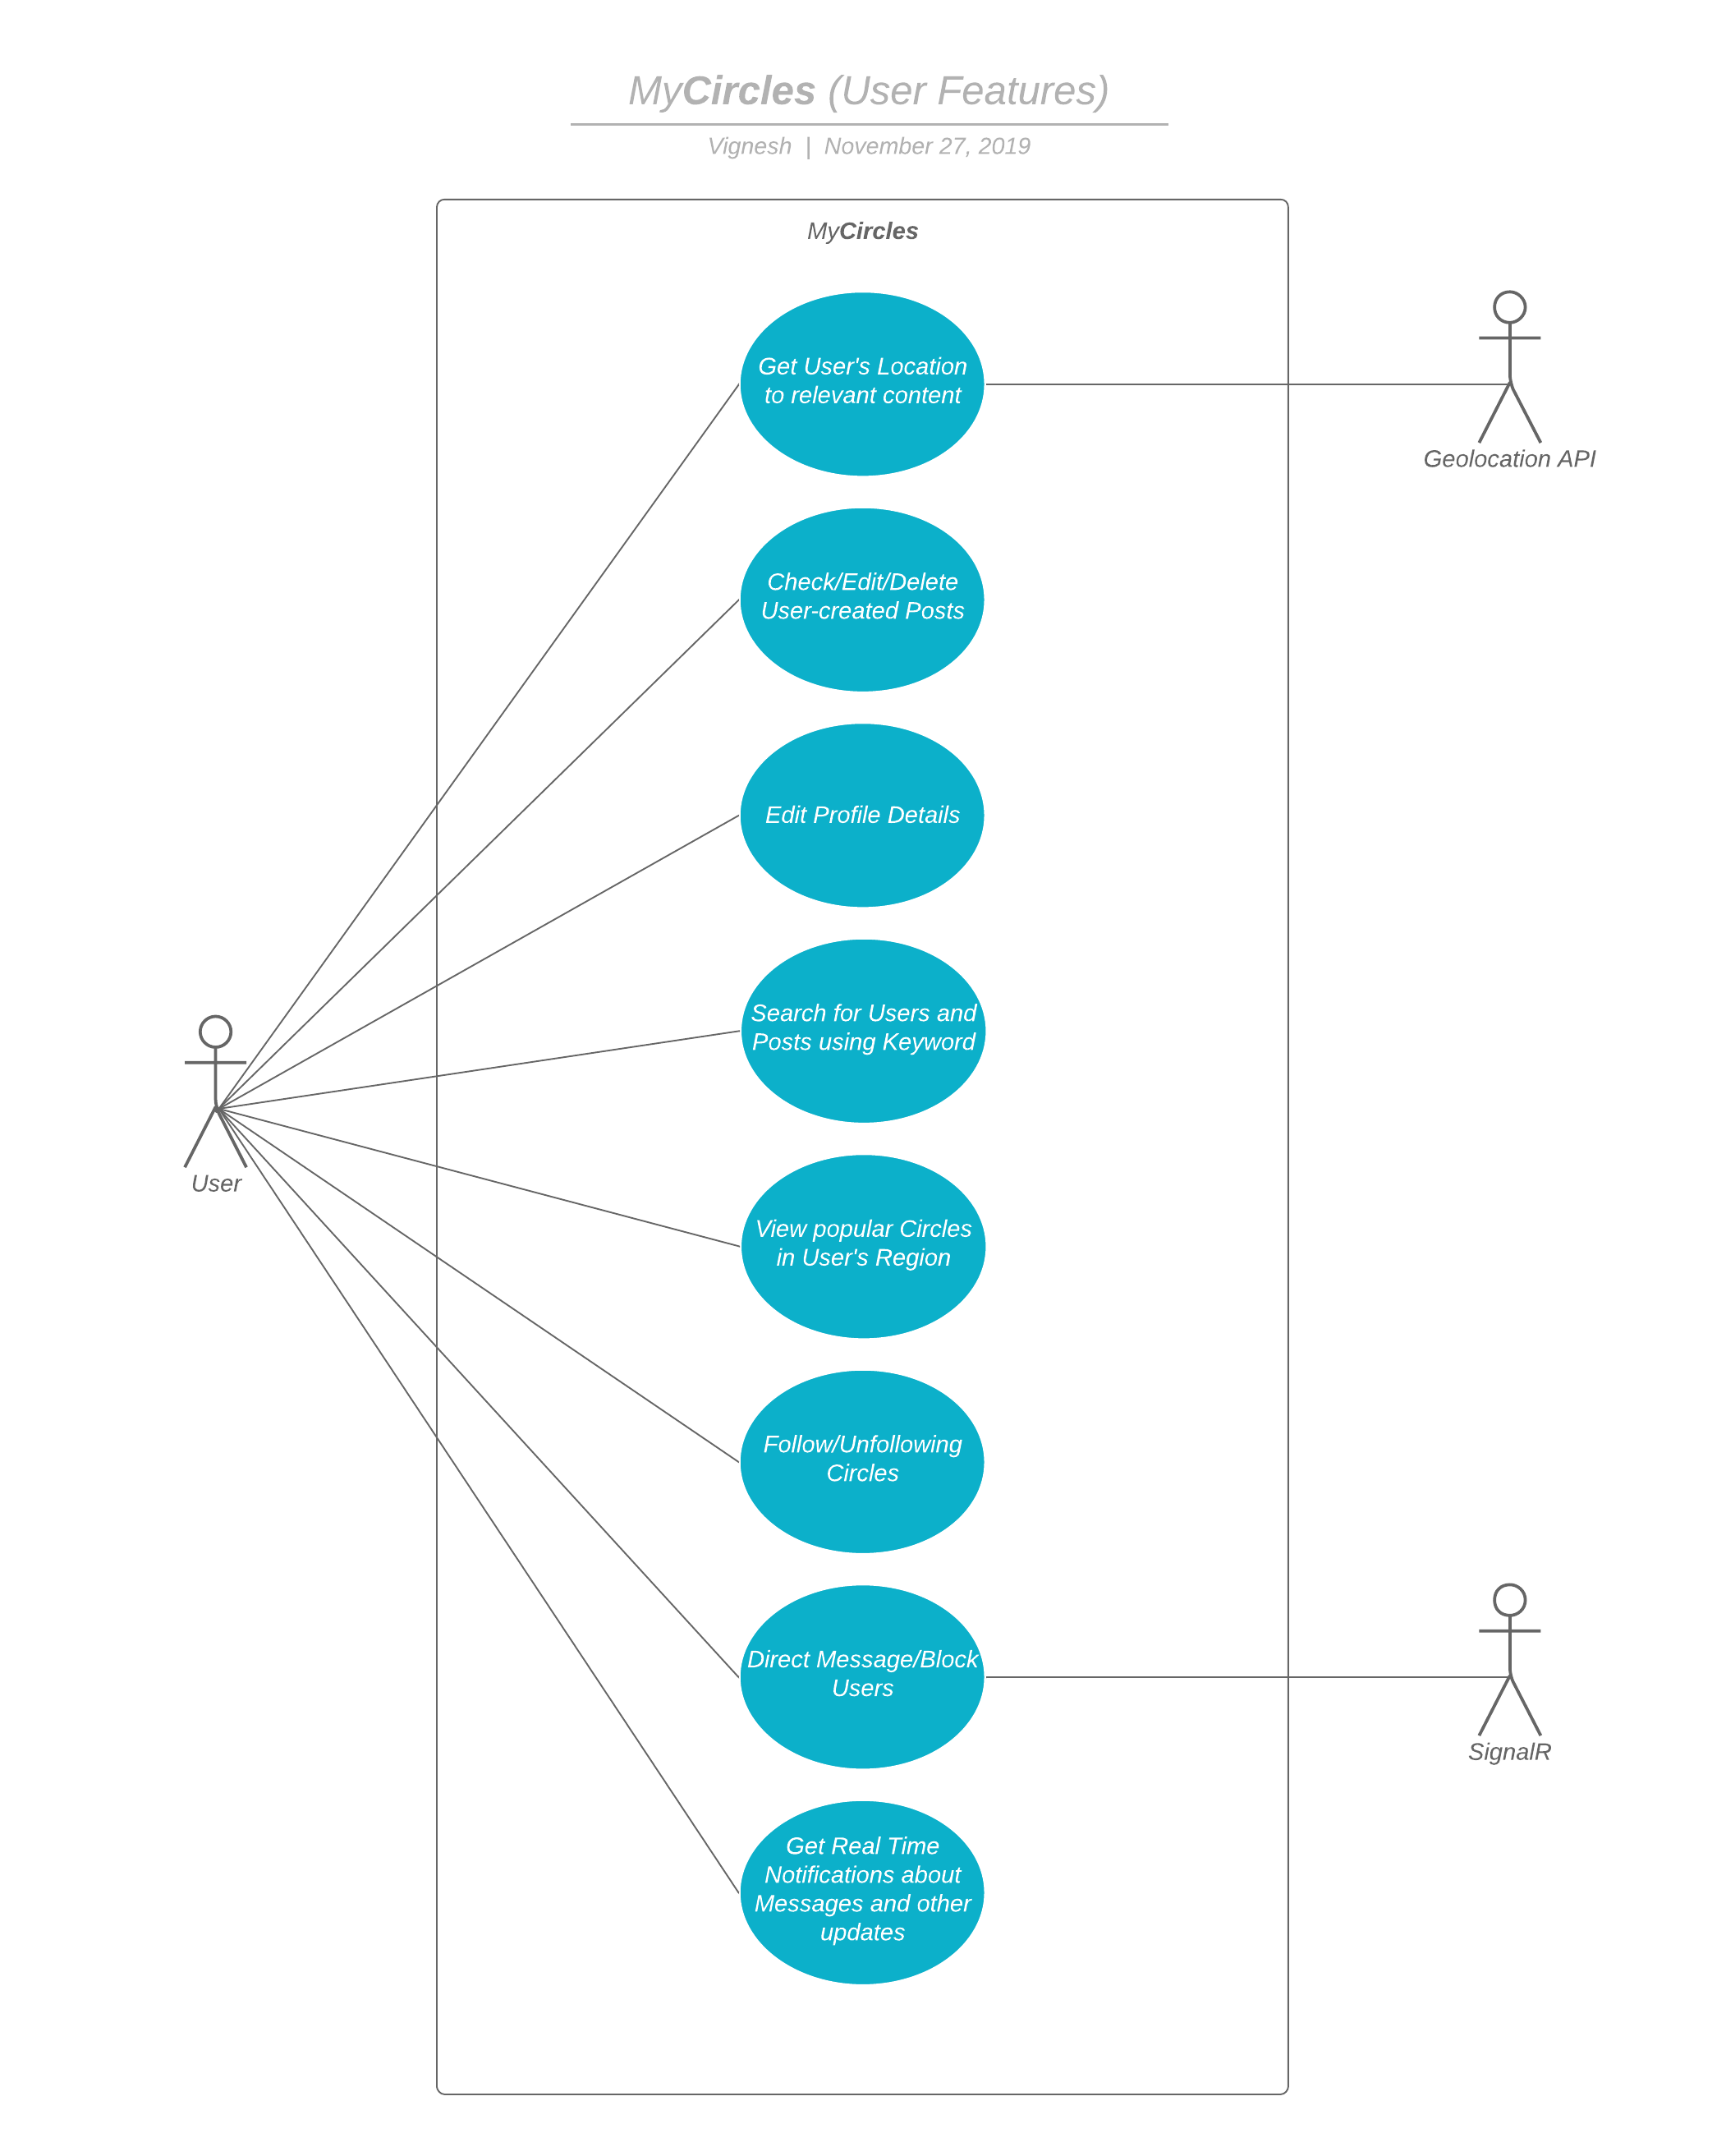 MyCircles (User Features)
Vignesh | November 27, 2019
MyCircles
Get User's Location
to relevant content
Geolocation API
Check/Edit/Delete
User-created Posts
Edit Profile Details
Search for Users and
Posts using Keyword
User
View popular Circles
in User's Region
Follow/Unfollowing
Circles
Direct Message/Block
Users
SignalR
Get Real Time
Notifications about
Messages and other
updates